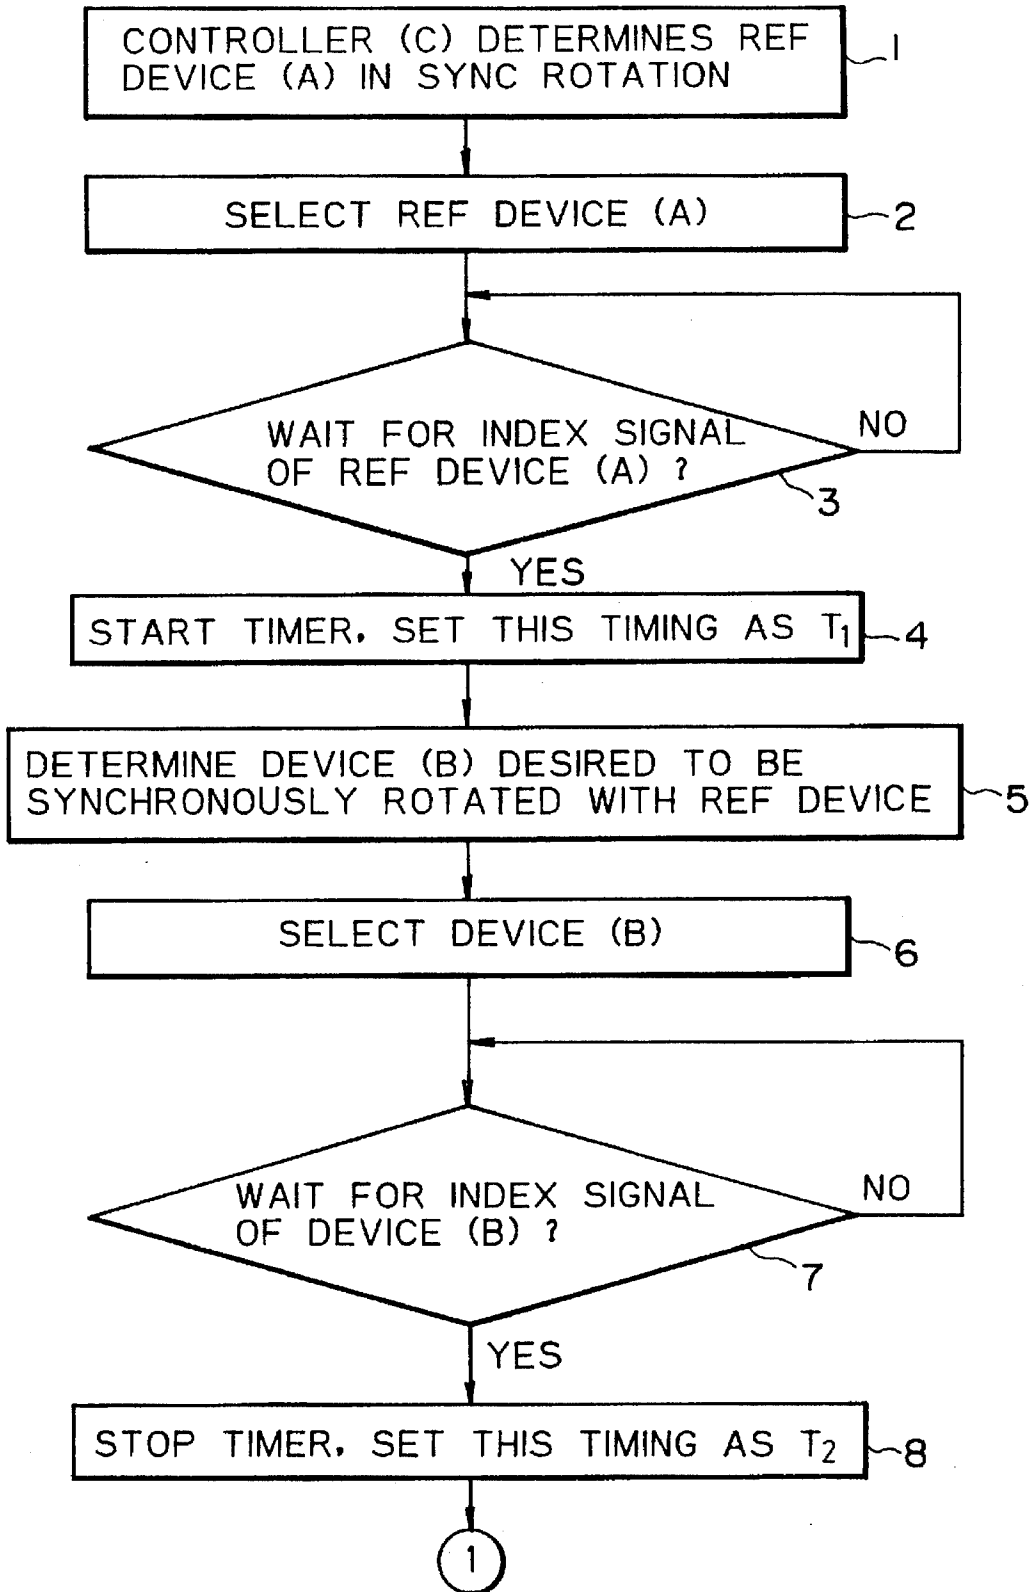 CONTROLLER (C) DETERMINES REF
DEVICE (A) IN SYNC ROTATION
1
SELECT REF DEVICE (A)
2
WAIT FOR INDEX SIGNAL
OF REF DEVICE (A) ?
NO
3
YES
START TIMER. SET THIS TIMING AS T1
4
DETERMINE DEVICE (B) DESIRED TO BE
SYNCHRONOUSLY ROTATED WITH REF DEVICE
5
SELECT DEVICE (B)
6
WAIT FOR INDEX SIGNAL
OF DEVICE (B) ?
NO
7
YES
STOP TIMER. SET THIS TIMING AS T2
8
1